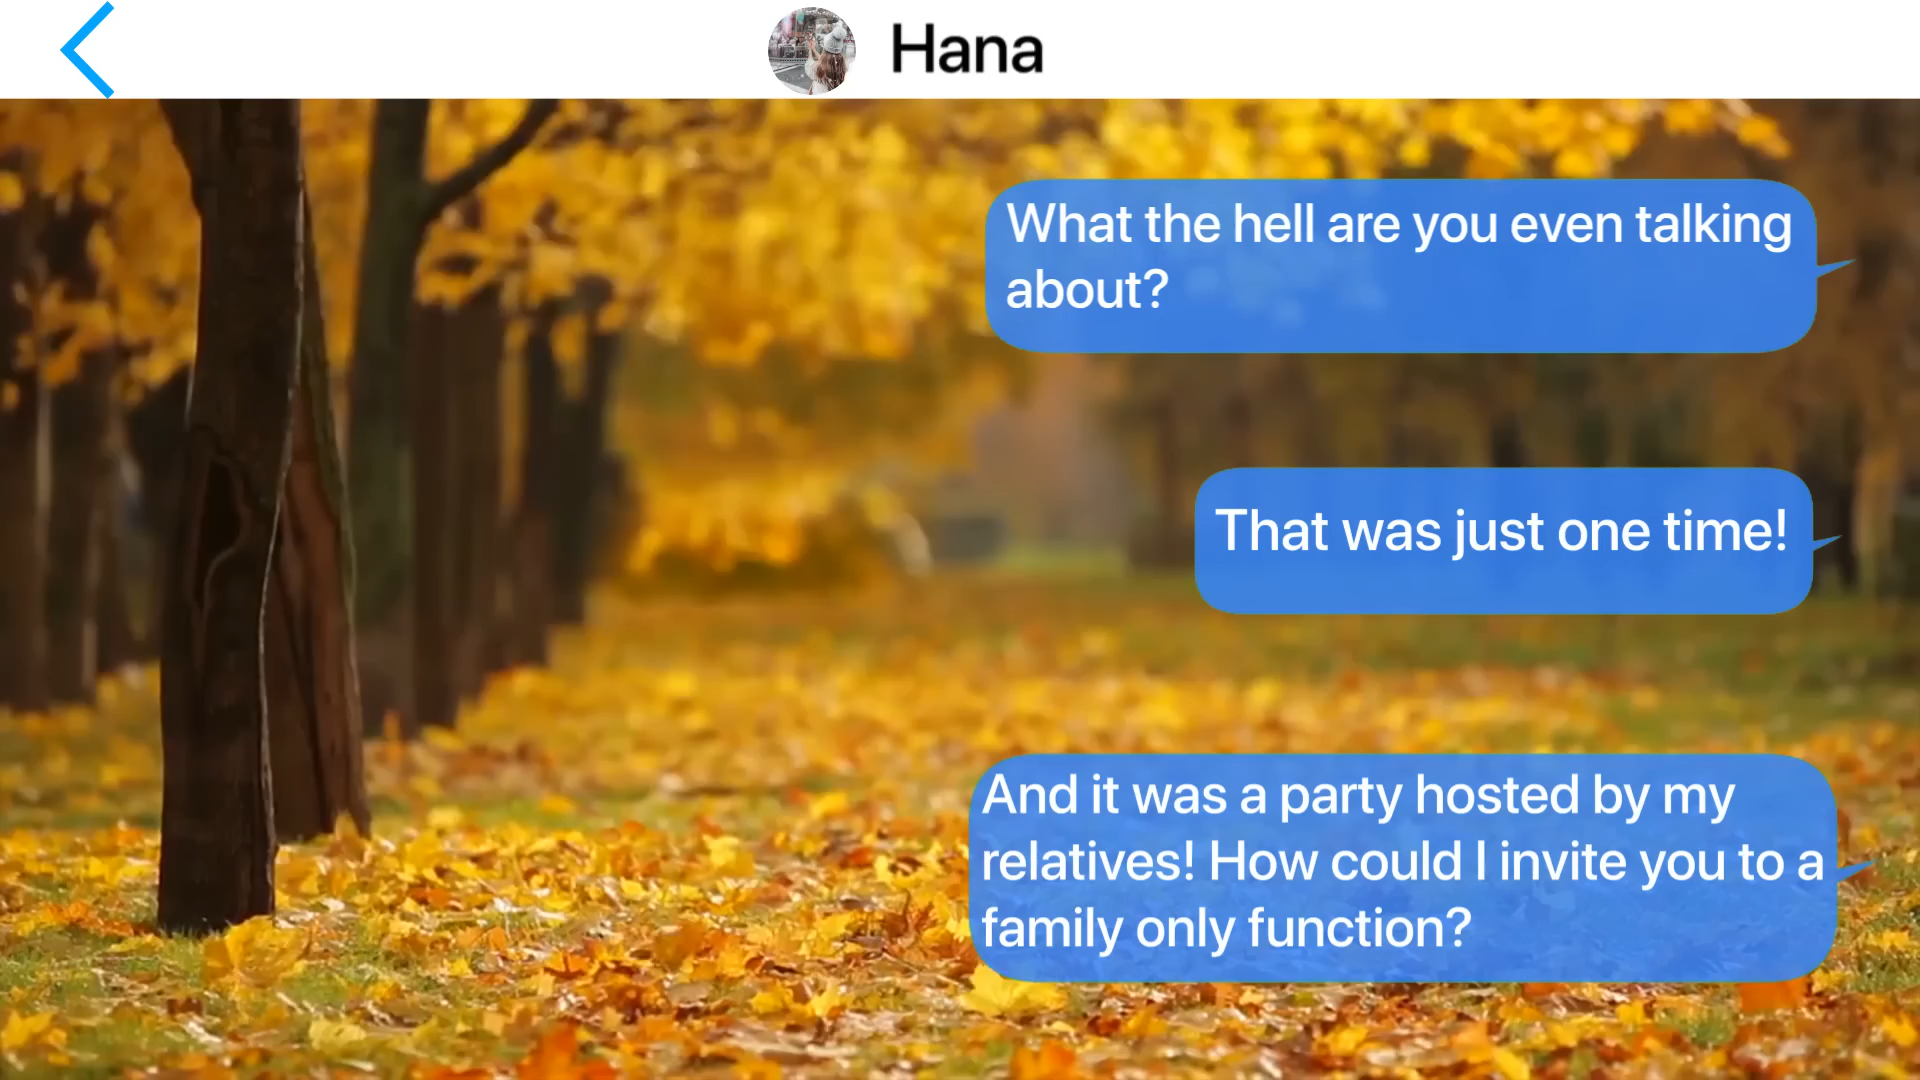 Hana
What the hell are you even talking
about?
That was just one time!
And it was a party hosted by my
relatives! How could I invite you to a
family only function?